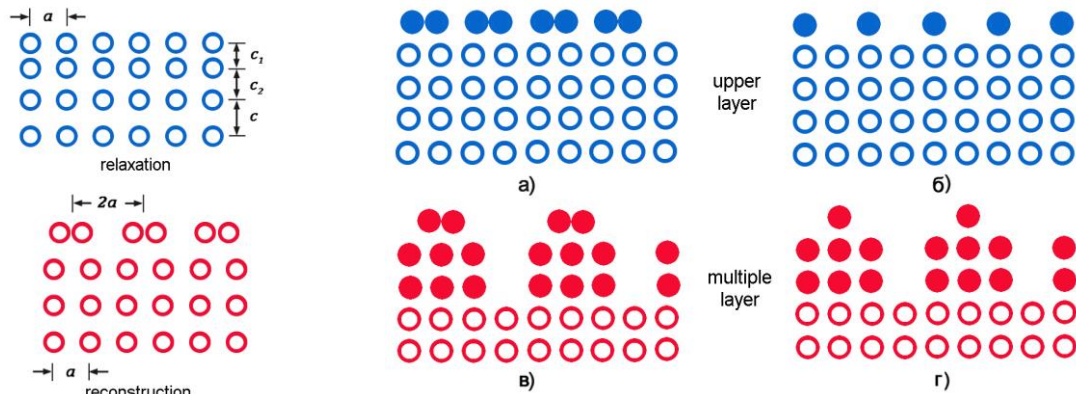 a
c₁
c₂
c
relaxation
2a
a
reconstruction
upper
layer
а)
б)
multiple
layer
в)
г)